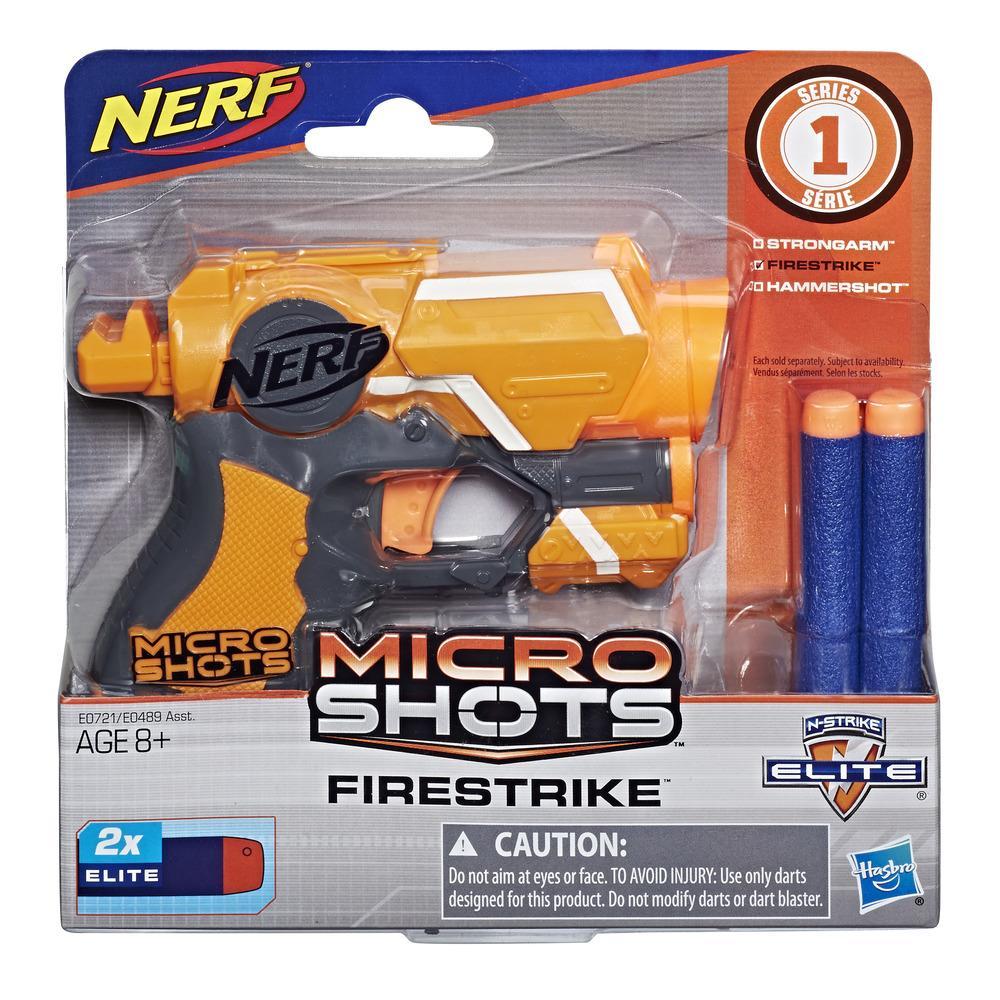 NERF
SERIES
1
SÉRIE
STRONGARM™
FIRESTRIKE™
HAMMERSHOT™
Each sold separately. Subject to availability.
Vendus séparément. Selon les stocks.
NERF
MICRO
SHOTS
MICRO
SHOTS™
FIRESTRIKE™
E0721/E0489 Asst.
AGE 8+
2x
ELITE
N-STRIKE
ELITE®
CAUTION:
Do not aim at eyes or face. TO AVOID INJURY: Use only darts
designed for this product. Do not modify darts or dart blaster.
Hasbro®